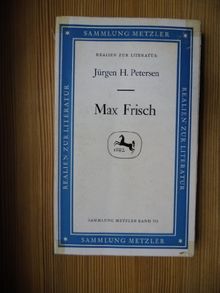 SAMMLUNG METZLER
REALIEN ZUR LITERATUR
Jürgen H. Petersen
Max Frisch
1682
SAMMLUNG METZLER BAND 173
SAMMLUNG METZLER
REALIEN ZUR LITERATUR
REALIEN ZUR LITERATUR